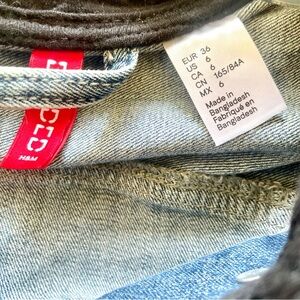 EUR 36
US 6
CA 6
CN 165/84A
MX 6
Made in
Bangladesh
Fabriqué en
Bangladesh
H&M